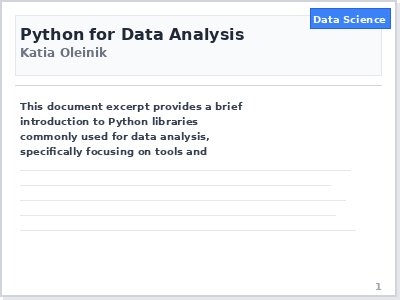 Data Science
Python for Data Analysis
Katia Oleinik
This document excerpt provides a brief
introduction to Python libraries
commonly used for data analysis,
specifically focusing on tools and
1